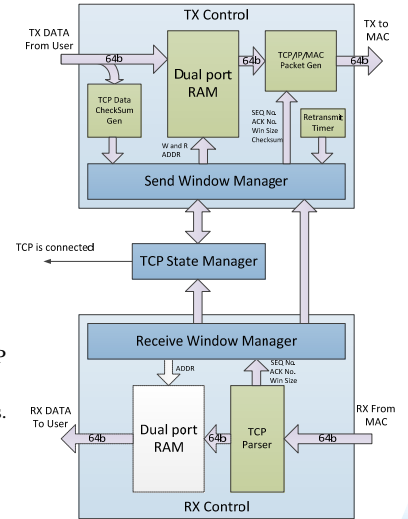 TX Control
TX DATA
From User
TX to
MAC
64b
Dual port
RAM
64b
TCP/IP/MAC
Packet Gen
64b
TCP Data
CheckSum
Gen
SEQ No.
ACK No.
Win Size
Checksum
Retransmit
Timer
W and R
ADDR
Send Window Manager
TCP is connected
TCP State Manager
Receive Window Manager
P
ADDR
SEQ No.
ACK No.
Win Size
s.
RX DATA
To User
RX From
MAC
64b
Dual port
RAM
64b
TCP
Parser
64b
RX Control